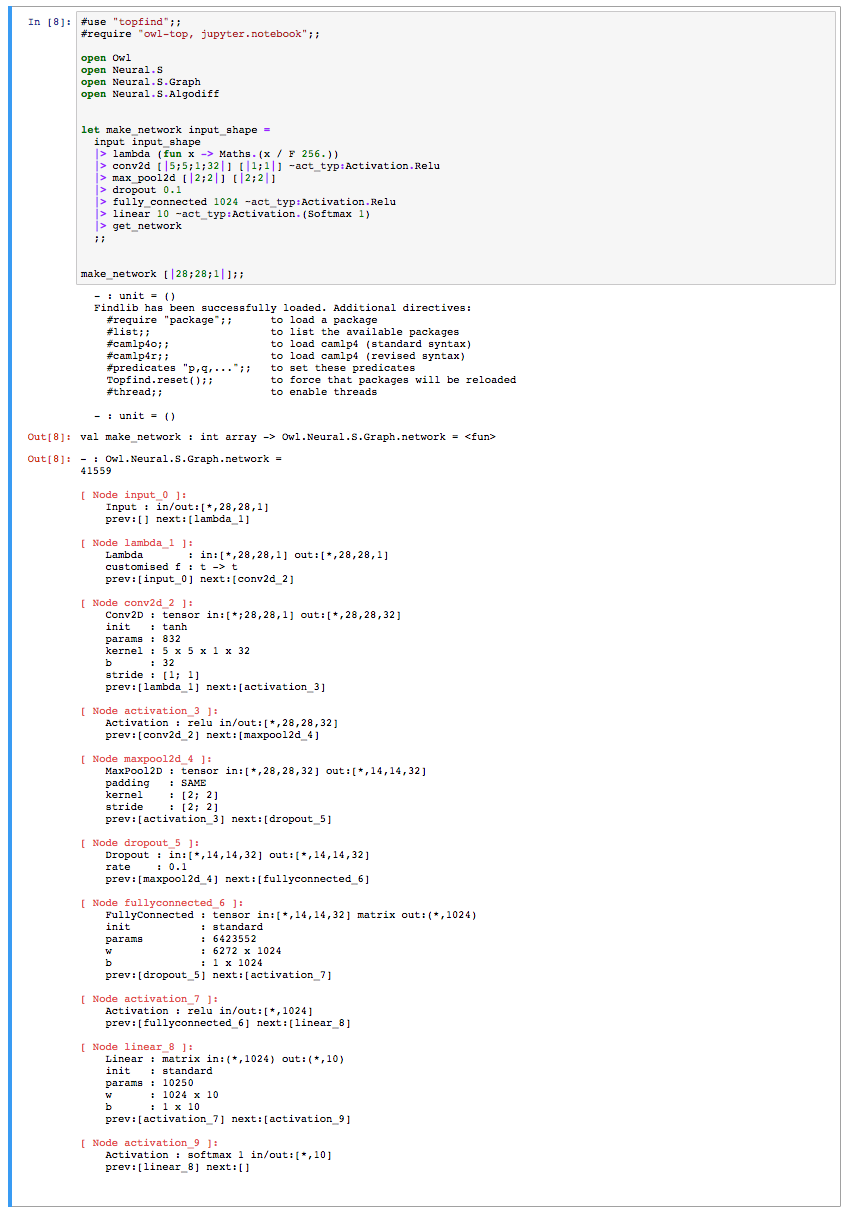 In [8]: #use "topfind";;
#require "owl-top, jupyter.notebook";;
open Owl
open Neural.S
open Neural.S.Graph
open Neural.S.Algodiff
let make_network input_shape =
input input_shape
|> lambda (fun x -> Maths.(x / F 256.))
|> conv2d [|5;5;1;32|] [|1;1|] ~act_typ:Activation.Relu
|> max_pool2d [|2;2|] [|2;2|]
|> dropout 0.1
|> fully_connected 1024 ~act_typ:Activation.Relu
|> linear 10 ~act_typ:Activation.(Softmax 1)
|> get_network
;;
make_network [|28;28;1|];;
- : unit = ()
Findlib has been successfully loaded. Additional directives:
#require "package";; to load a package
#list;; to list the available packages
#camlp4o;; to load camlp4 (standard syntax)
#camlp4r;; to load camlp4 (revised syntax)
#predicates "p,q,...";; to set these predicates
Topfind.reset();; to force that packages will be reloaded
#thread;; to enable threads
- : unit = ()
Out[8]: val make_network : int array -> Owl.Neural.S.Graph.network = <fun>
Out[8]: - : Owl.Neural.S.Graph.network =
41559
[ Node input_0 ]:
Input : in/out:[*,28,28,1]
prev:[] next:[lambda_1]
[ Node lambda_1 ]:
Lambda : in:[*,28,28,1] out:[*,28,28,1]
customised f : t -> t
prev:[input_0] next:[conv2d_2]
[ Node conv2d_2 ]:
Conv2D : tensor in:[*;28,28,1] out:[*,28,28,32]
init : tanh
params : 832
kernel : 5 x 5 x 1 x 32
b : 32
stride : [1; 1]
prev:[lambda_1] next:[activation_3]
[ Node activation_3 ]:
Activation : relu in/out:[*,28,28,32]
prev:[conv2d_2] next:[maxpool2d_4]
[ Node maxpool2d_4 ]:
MaxPool2D : tensor in:[*,28,28,32] out:[*,14,14,32]
padding : SAME
kernel : [2; 2]
stride : [2; 2]
prev:[activation_3] next:[dropout_5]
[ Node dropout_5 ]:
Dropout : in:[*,14,14,32] out:[*,14,14,32]
rate : 0.1
prev:[maxpool2d_4] next:[fullyconnected_6]
[ Node fullyconnected_6 ]:
FullyConnected : tensor in:[*,14,14,32] matrix out:(*,1024)
init : standard
params : 6423552
w : 6272 x 1024
b : 1 x 1024
prev:[dropout_5] next:[activation_7]
[ Node activation_7 ]:
Activation : relu in/out:[*,1024]
prev:[fullyconnected_6] next:[linear_8]
[ Node linear_8 ]:
Linear : matrix in:(*,1024) out:(*,10)
init : standard
params : 10250
w : 1024 x 10
b : 1 x 10
prev:[activation_7] next:[activation_9]
[ Node activation_9 ]:
Activation : softmax 1 in/out:[*,10]
prev:[linear_8] next:[]